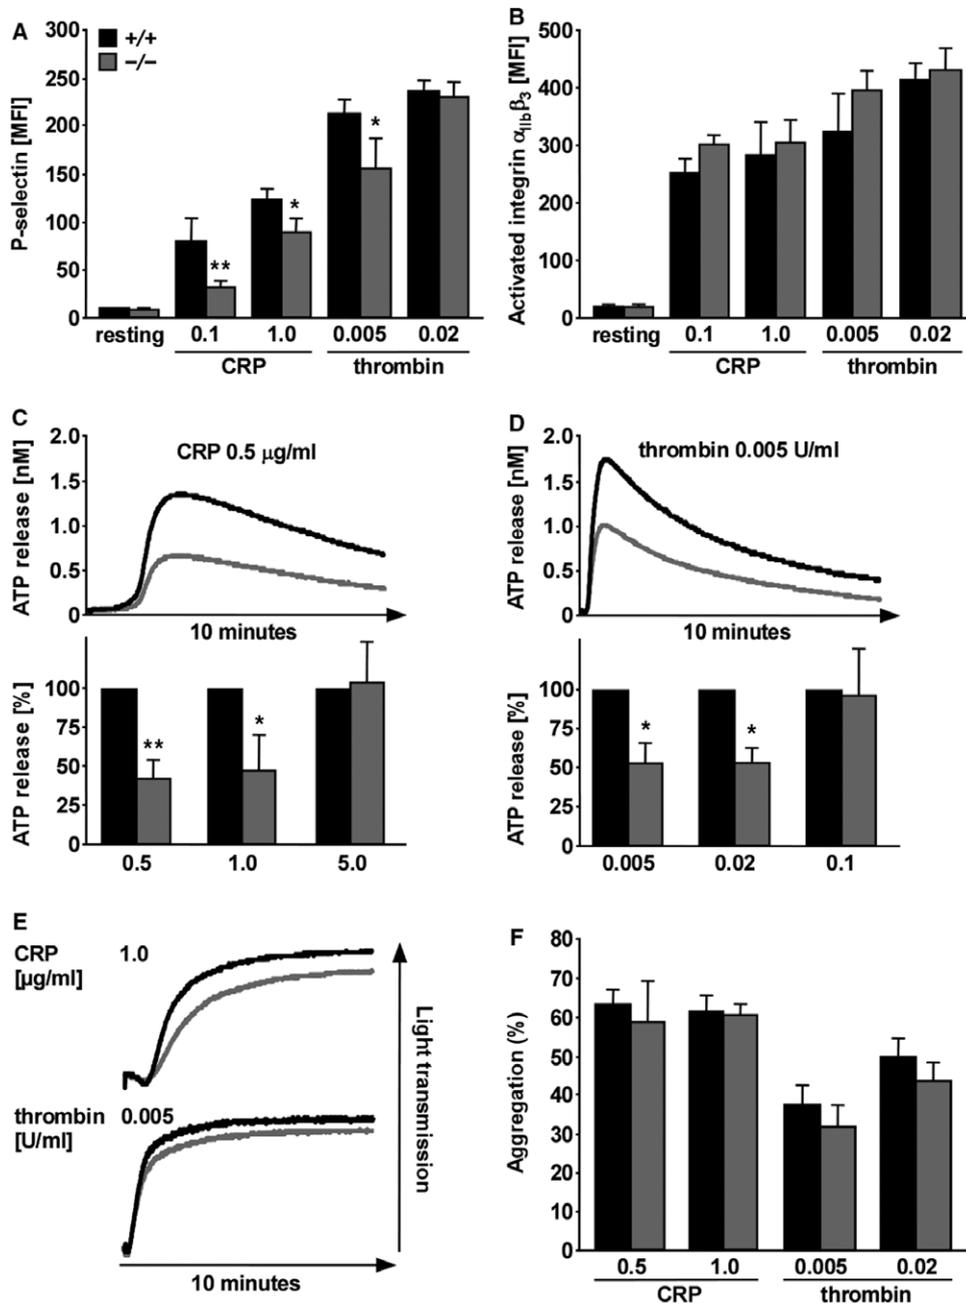 A
P-selectin [MFI]
300
250
200
150
100
50
0
+/+
−/−
**
*
*
resting
0.1
1.0
0.005
0.02
CRP
thrombin
B
Activated integrin αIIbβ3 [MFI]
500
400
300
200
100
0
resting
0.1
1.0
0.005
0.02
CRP
thrombin
C
ATP release [nM]
2.0
1.5
1.0
0.5
0
CRP 0.5 μg/ml
10 minutes
ATP release [%]
100
75
50
25
0
**
*
0.5
1.0
5.0
D
ATP release [nM]
2.0
1.5
1.0
0.5
0
thrombin 0.005 U/ml
10 minutes
ATP release [%]
100
75
50
25
0
*
*
0.005
0.02
0.1
E
CRP 1.0
[μg/ml]
thrombin 0.005
[U/ml]
Light transmission
10 minutes
F
Aggregation (%)
80
70
60
50
40
30
20
10
0
0.5
1.0
0.005
0.02
CRP
thrombin